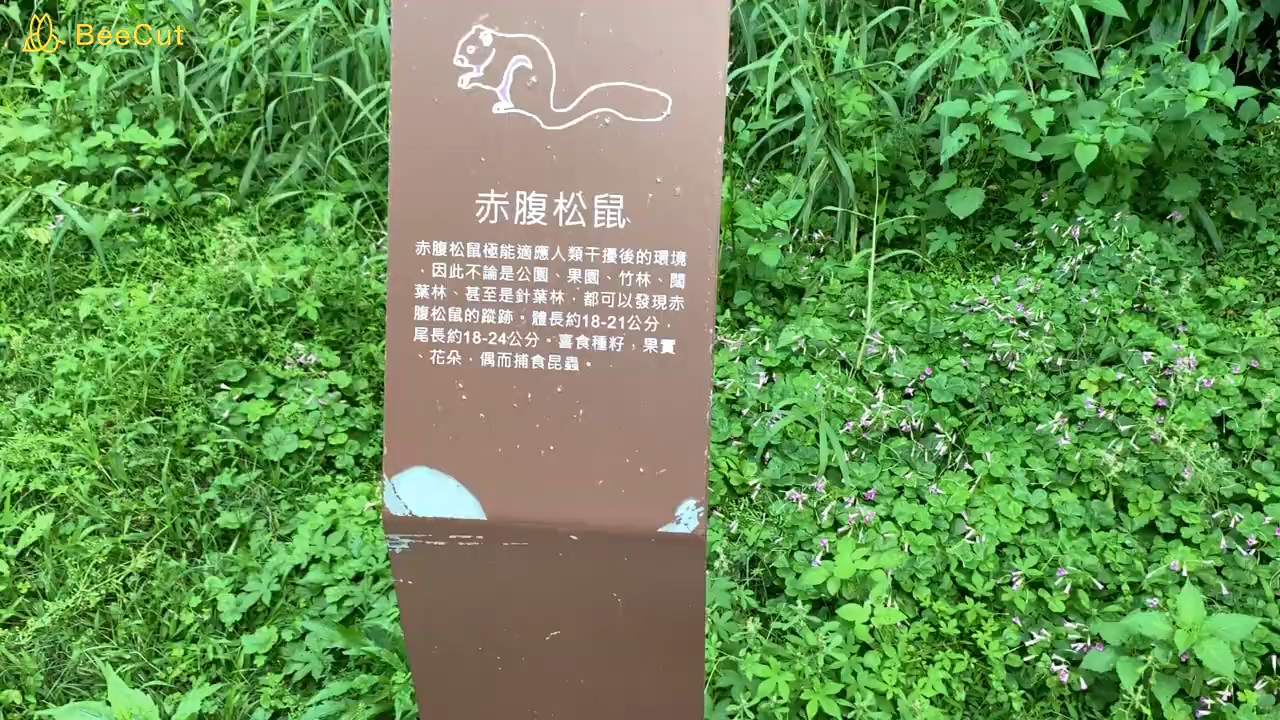 BeeCut
赤腹松鼠
赤腹松鼠極能適應人類干擾後的環境
、因此不論是公園、果園、竹林、闊
葉林、甚至是針葉林，都可以發現赤
腹松鼠的蹤跡。體長約18-21公分，
尾長約18-24公分。喜食種籽，果實
、花朵，偶而捕食昆蟲。